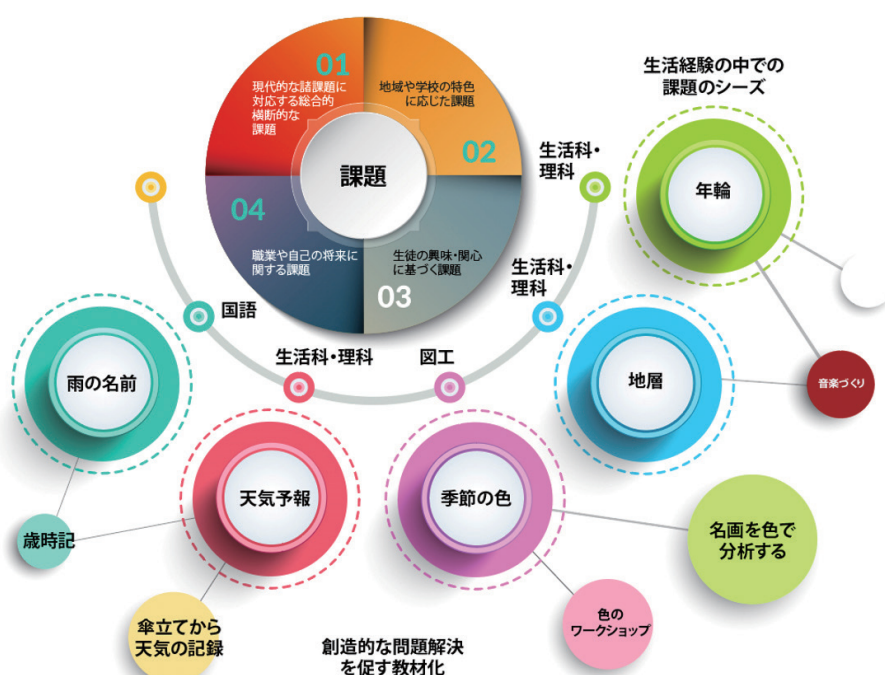 01
現代的な諸課題に
対応する総合的
横断的な
課題
地域や学校の特色
に応じた課題
02
課題
04
職業や自己の将来に
関する課題
生徒の興味・関心
に基づく課題
03
生活経験の中での
課題のシーズ
生活科・
理科
年輪
生活科・
理科
国語
生活科・理科
図工
雨の名前
地層
音楽づくり
天気予報
季節の色
歳時記
名画を色で
分析する
傘立てから
天気の記録
色の
ワークショップ
創造的な問題解決
を促す教材化